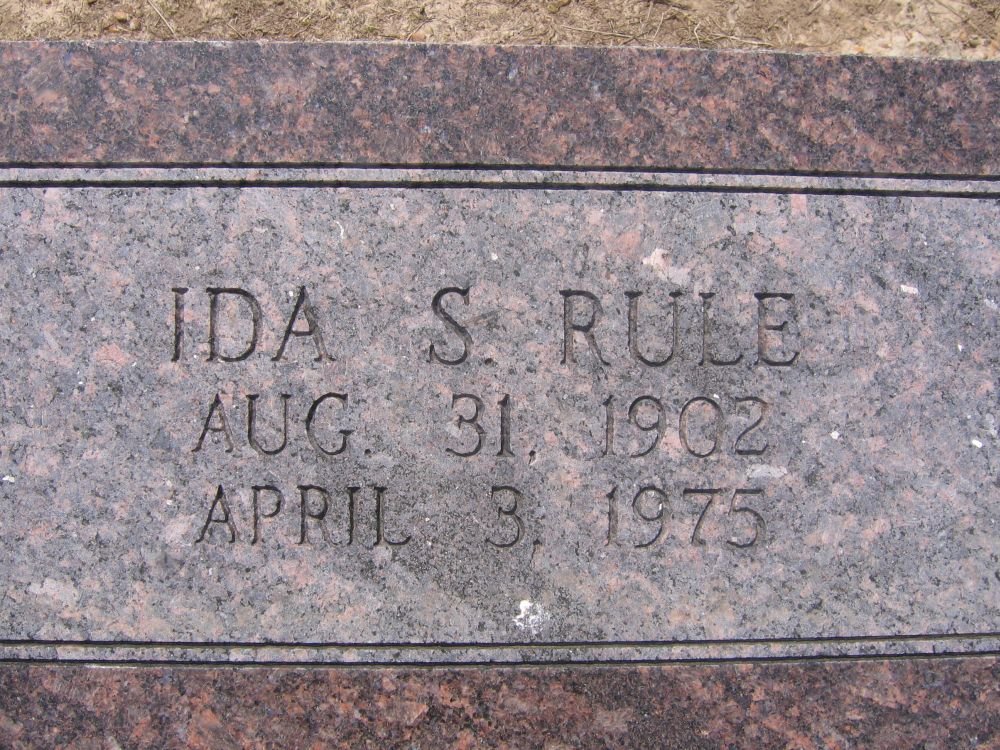 IDA S. RULE
AUG. 31, 1902
APRIL 3, 1975